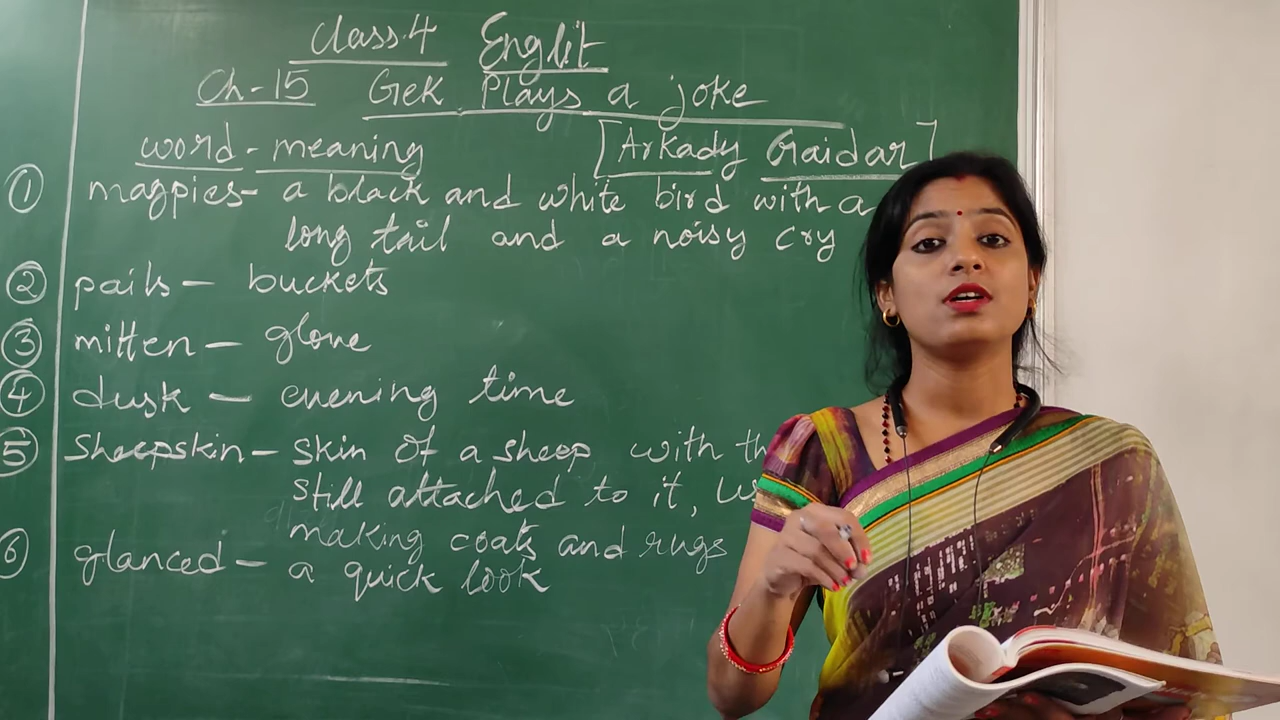 Class.4 Eng lit
Ch-15 Gek Plays a joke
word - meaning [Arkady Gaidar]
① magpies- a black and white bird with a
long tail and a noisy cry
② pails - buckets
③ mitten - glove
④ dusk - evening time
⑤ Sheepskin - skin of a sheep with
still attached to it,
making coats and rugs
⑥ glanced - a quick look